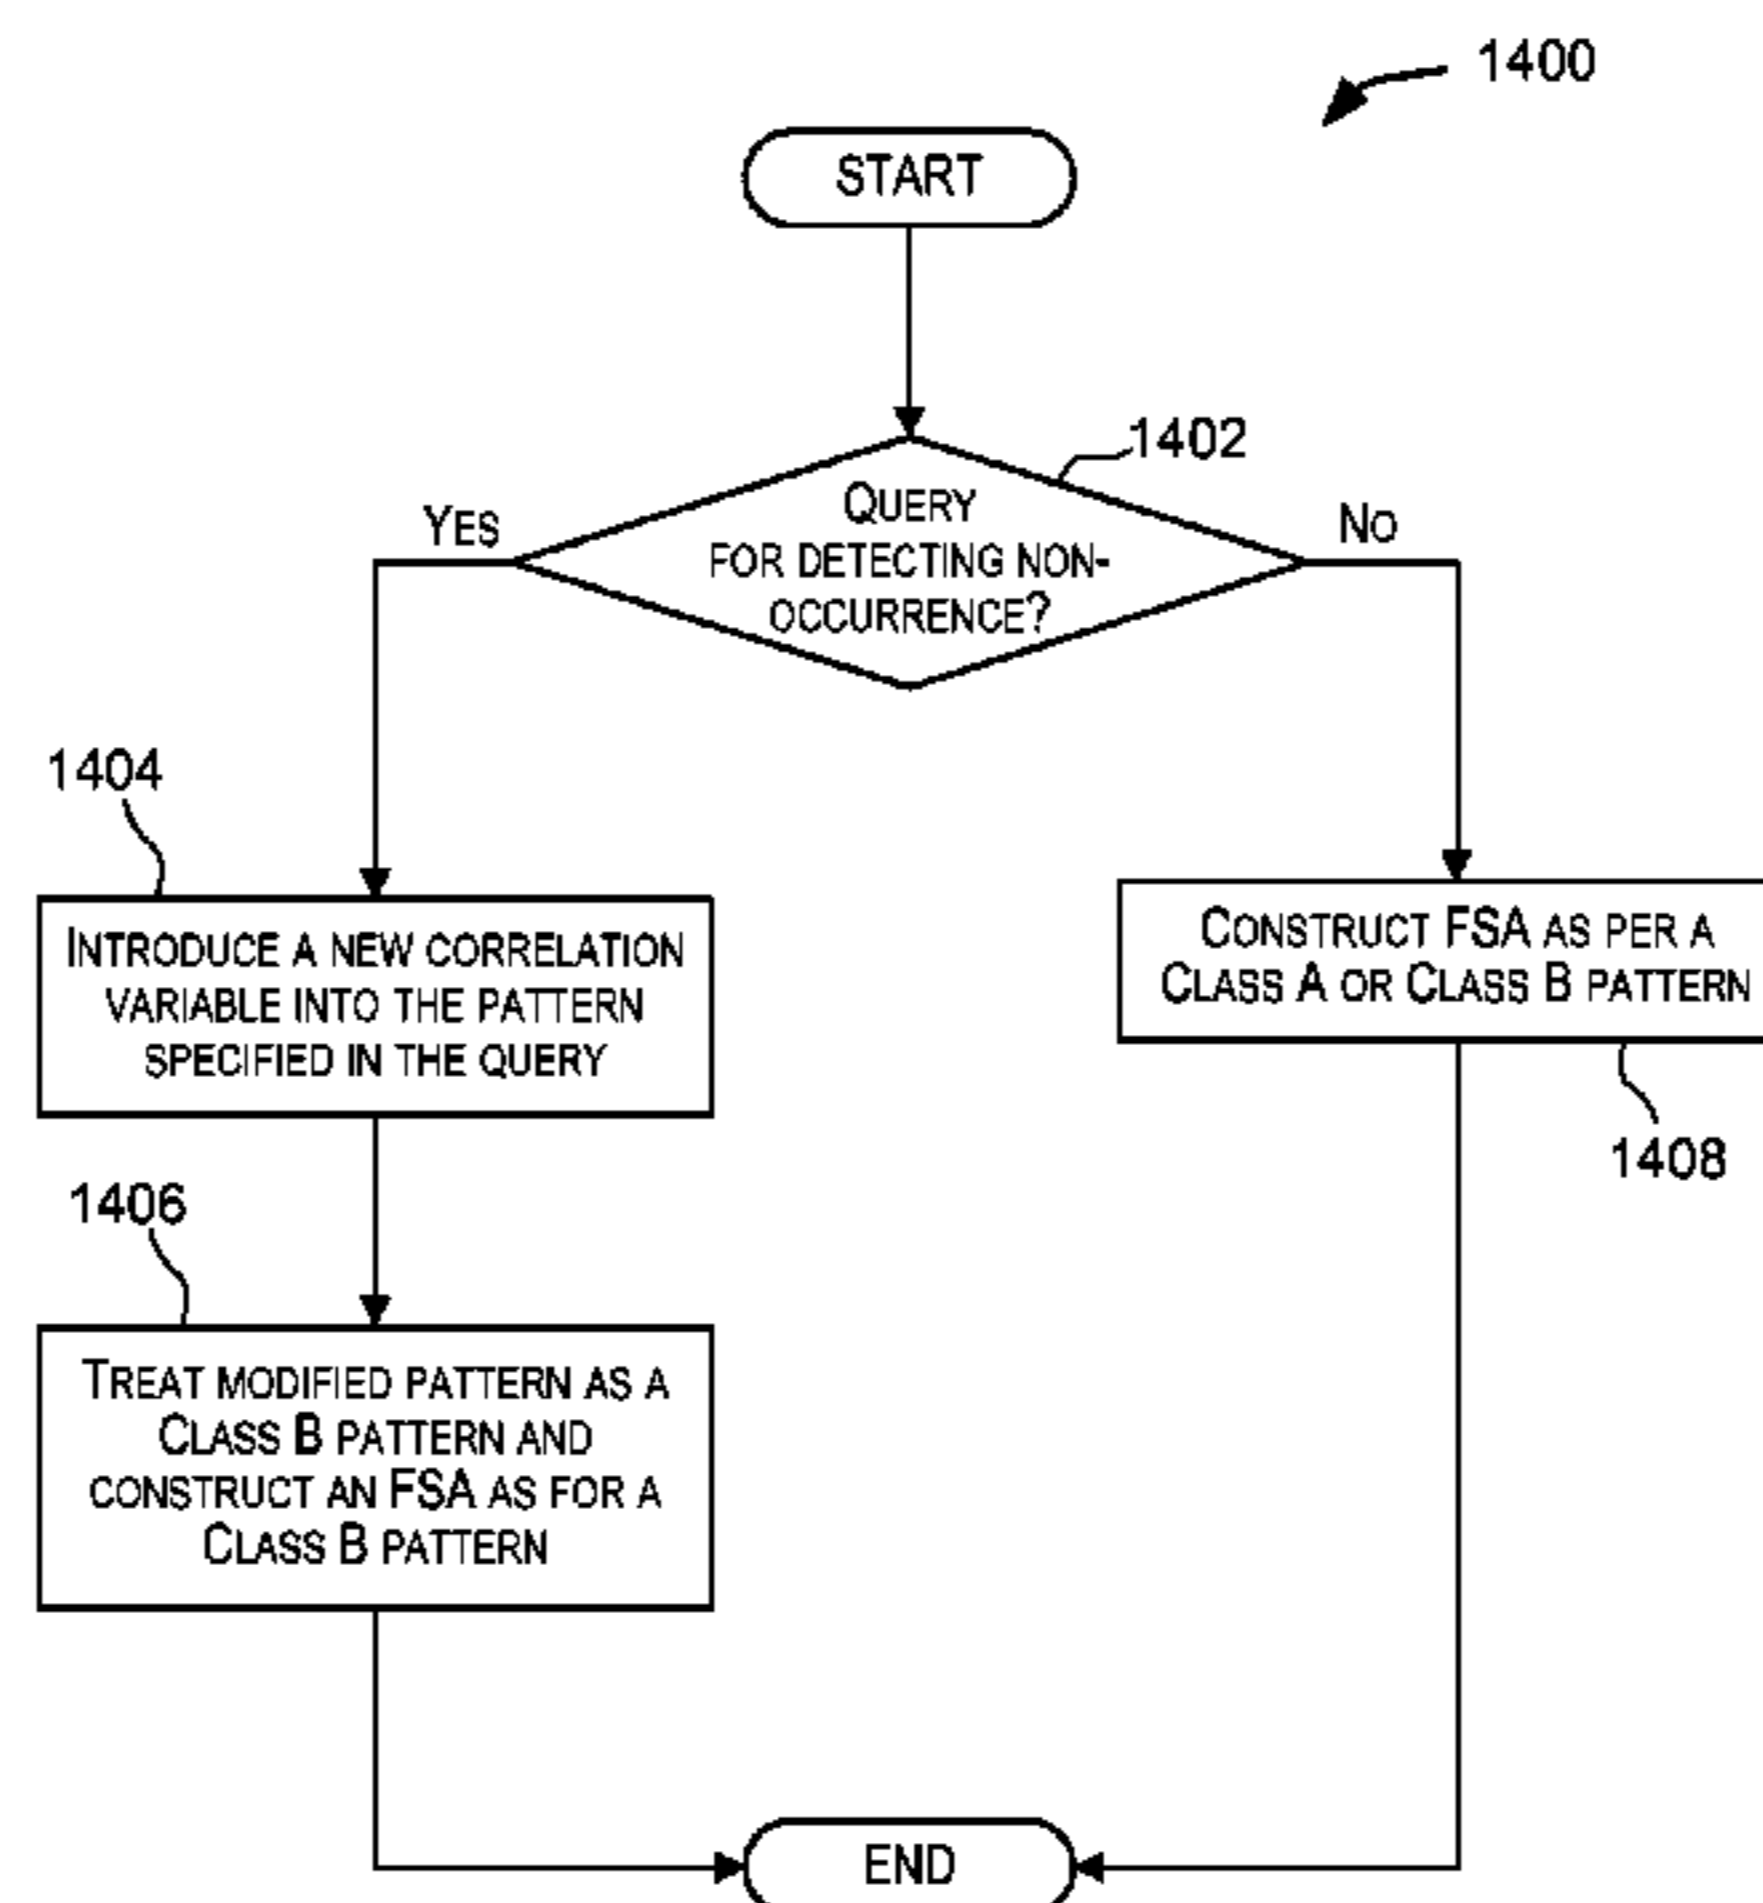 1400
START
1402
QUERY
FOR DETECTING NON-
OCCURRENCE?
YES
NO
1404
INTRODUCE A NEW CORRELATION
VARIABLE INTO THE PATTERN
SPECIFIED IN THE QUERY
CONSTRUCT FSA AS PER A
CLASS A OR CLASS B PATTERN
1408
1406
TREAT MODIFIED PATTERN AS A
CLASS B PATTERN AND
CONSTRUCT AN FSA AS FOR A
CLASS B PATTERN
END